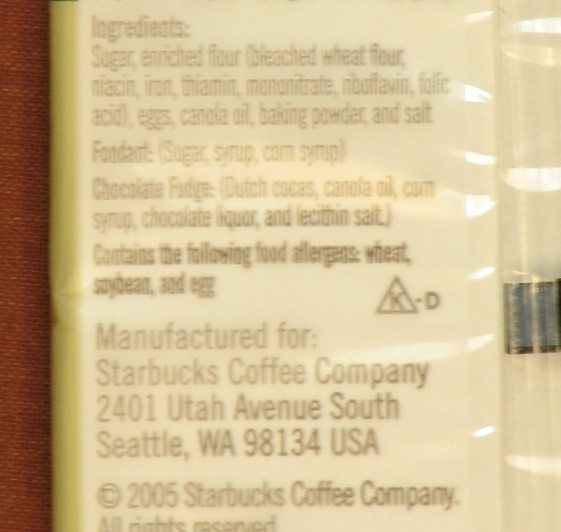 Ingredients:
Sugar, enriched flour (bleached wheat flour,
niacin, iron, thiamin, mononitrate, riboflavin, folic
acid), eggs, canola oil, baking powder, and salt
Fondant: (Sugar, syrup, corn syrup)
Chocolate Fudge: (Dutch cocas, canola oil, corn
syrup, chocolate liquor, and lecithin salt.)
Contains the following food allergens: wheat,
soybean, and egg
K-D
Manufactured for:
Starbucks Coffee Company
2401 Utah Avenue South
Seattle, WA 98134 USA
© 2005 Starbucks Coffee Company.
All rights reserved